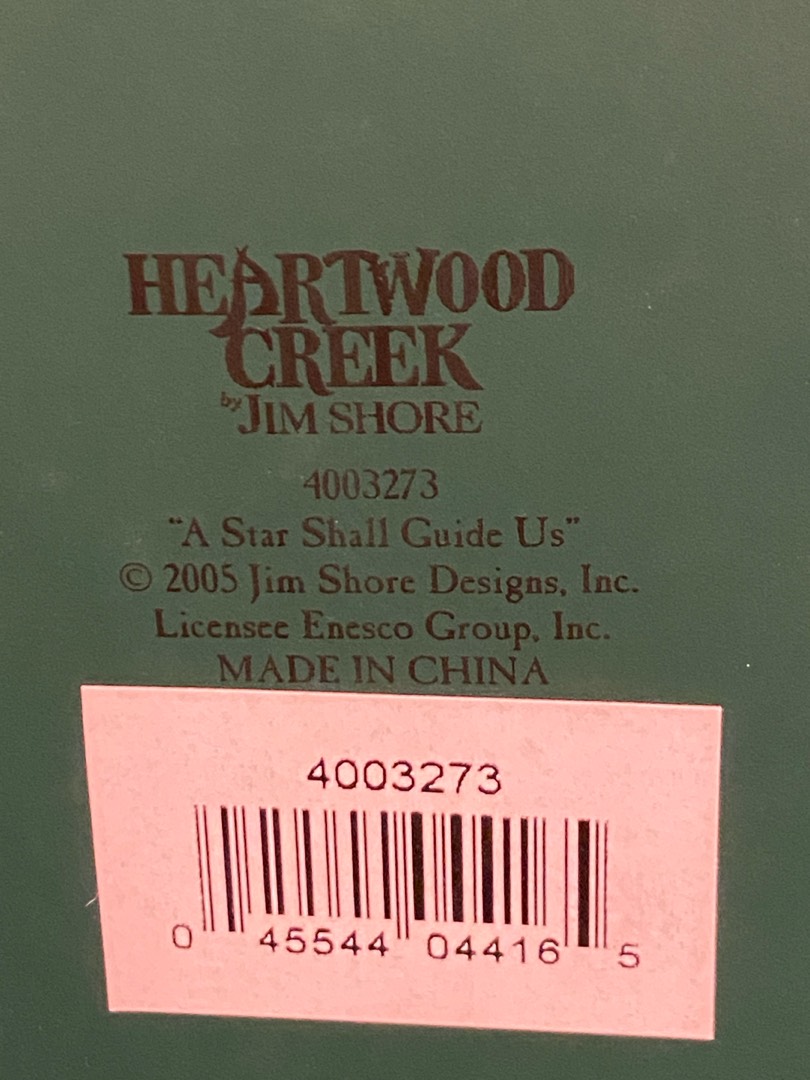 HEARTWOOD
CREEK
by JIM SHORE
4003273
"A Star Shall Guide Us"
© 2005 Jim Shore Designs, Inc.
Licensee Enesco Group, Inc.
MADE IN CHINA
4003273
0 45544 04416 5